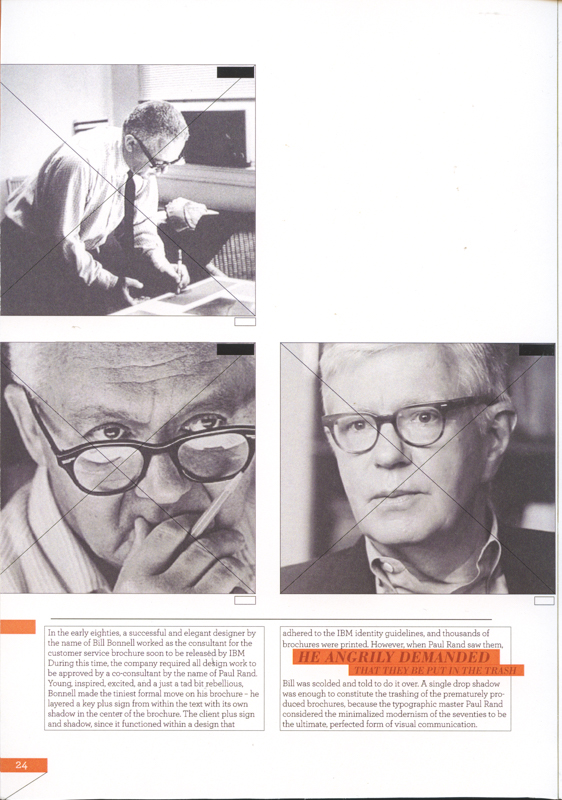 In the early eighties, a successful and elegant designer by
the name of Bill Bonnell worked as the consultant for the
customer service brochure soon to be released by IBM
During this time, the company required all design work to
be approved by a co-consultant by the name of Paul Rand.
Young, inspired, excited, and a just a tad bit rebellious,
Bonnell made the tiniest formal move on his brochure – he
layered a key plus sign from within the text with its own
shadow in the center of the brochure. The client plus sign
and shadow, since it functioned within a design that
adhered to the IBM identity guidelines, and thousands of
brochures were printed. However, when Paul Rand saw them,
HE ANGRILY DEMANDED
THAT THEY BE PUT IN THE TRASH.
Bill was scolded and told to do it over. A single drop shadow
was enough to constitute the trashing of the prematurely pro-
duced brochures, because the typographic master Paul Rand
considered the minimalized modernism of the seventies to be
the ultimate, perfected form of visual communication.
24